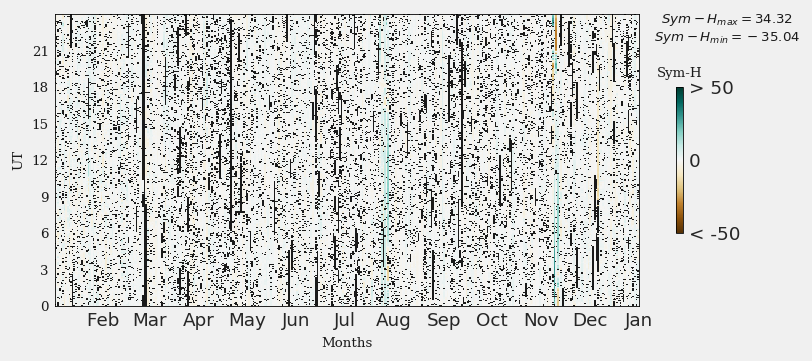 Sym−H_max = 34.32
Sym−H_min = −35.04
Sym-H
> 50
0
< -50
21
18
15
12
9
6
3
0
UT
Feb Mar Apr May Jun Jul Aug Sep Oct Nov Dec Jan
Months